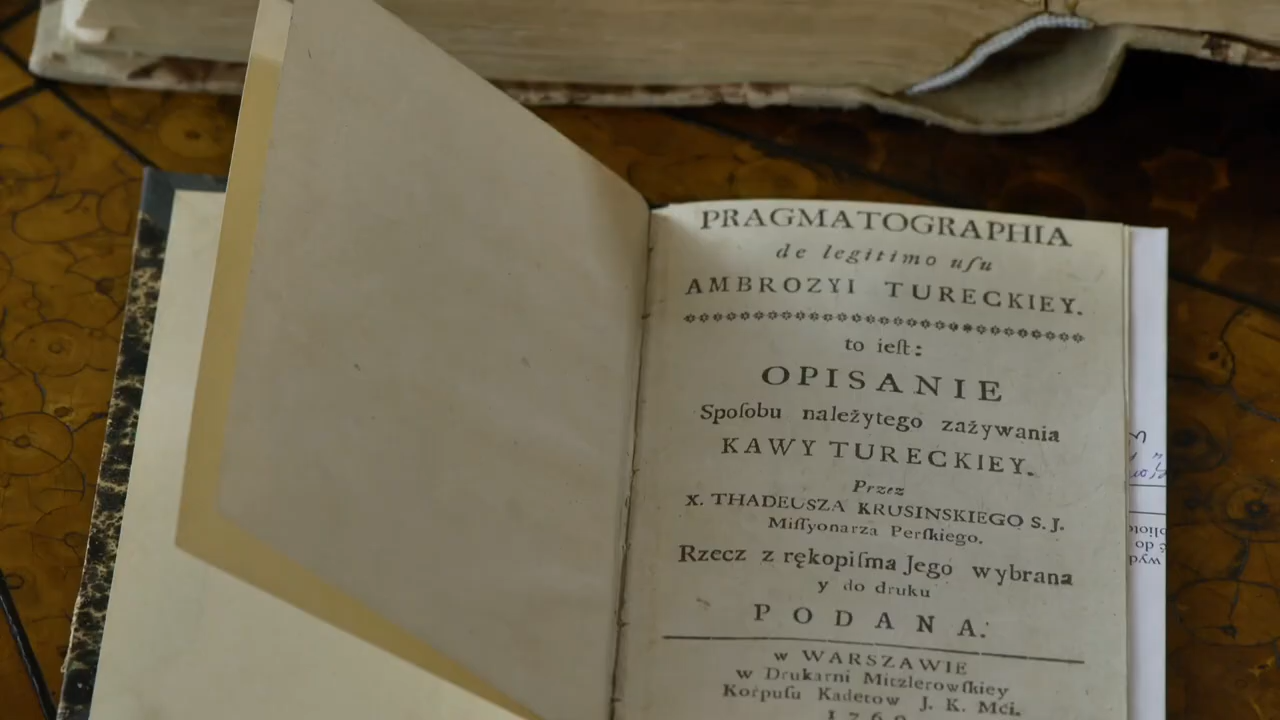 PRAGMATOGRAPHIA
de legitimo uſu
AMBROZYI TURECKIEY.
to ieſt:
OPISANIE
Spoſobu należytego zażywania
KAWY TURECKIEY.
Przez
X. THADEUSZA KRUSINSKIEGO S. J.
Miſſyonarza Perſkiego.
Rzecz z rękopiſma Jego wybrana
y do druku
PODANA.
w WARSZAWIE
w Drukarni Mitzlerowſkiey
Korpuſu Kadetow J. K. Mći.